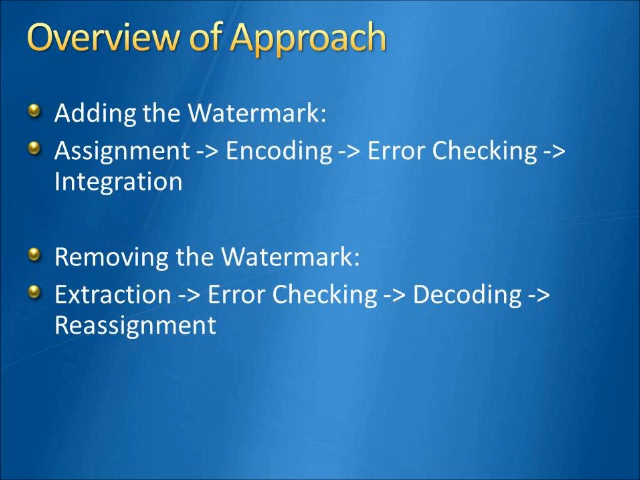 Overview of Approach
Adding the Watermark:
Assignment -> Encoding -> Error Checking ->
Integration
Removing the Watermark:
Extraction -> Error Checking -> Decoding ->
Reassignment